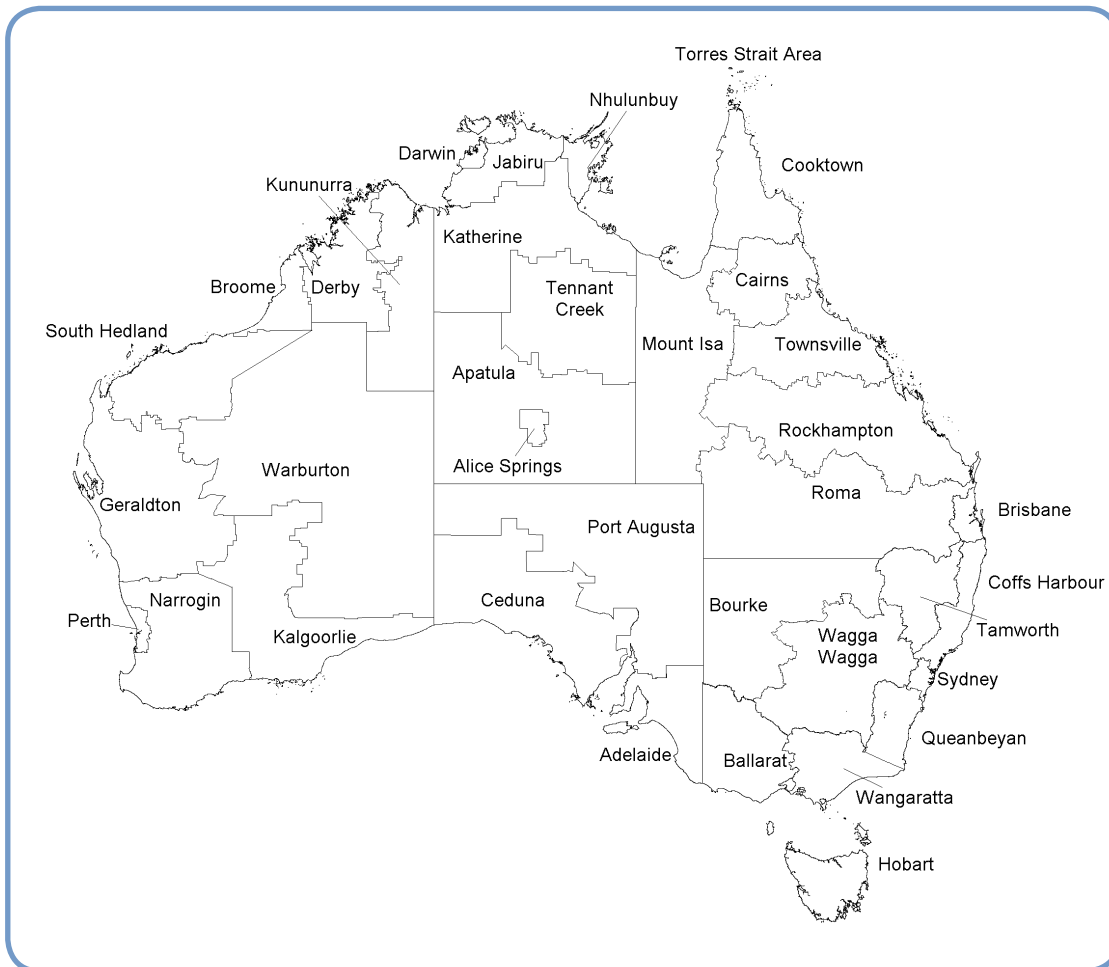 Torres Strait Area
Nhulunbuy
Darwin
Jabiru
Cooktown
Kununurra
Katherine
Cairns
Broome
Derby
Tennant
Creek
South Hedland
Mount Isa
Townsville
Apatula
Rockhampton
Alice Springs
Warburton
Roma
Geraldton
Brisbane
Port Augusta
Coffs Harbour
Narrogin
Ceduna
Bourke
Perth
Kalgoorlie
Tamworth
Wagga
Wagga
Sydney
Queanbeyan
Adelaide
Ballarat
Wangaratta
Hobart